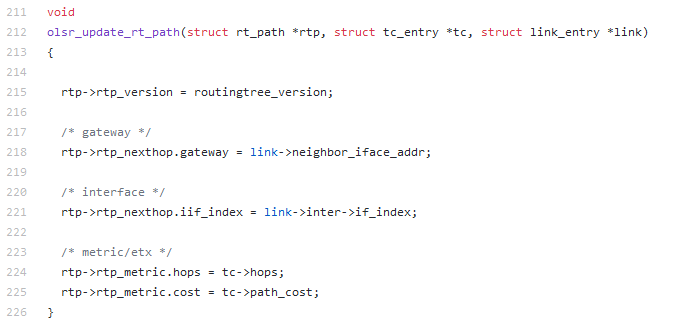 211 void
212 olsr_update_rt_path(struct rt_path *rtp, struct tc_entry *tc, struct link_entry *link)
213 {
214
215   rtp->rtp_version = routingtree_version;
216
217   /* gateway */
218   rtp->rtp_nexthop.gateway = link->neighbor_iface_addr;
219
220   /* interface */
221   rtp->rtp_nexthop.iif_index = link->inter->if_index;
222
223   /* metric/etx */
224   rtp->rtp_metric.hops = tc->hops;
225   rtp->rtp_metric.cost = tc->path_cost;
226 }